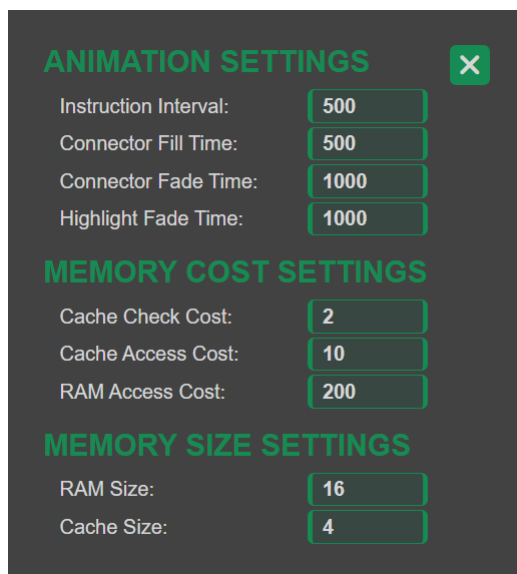 ANIMATION SETTINGS
Instruction Interval: 500
Connector Fill Time: 500
Connector Fade Time: 1000
Highlight Fade Time: 1000
MEMORY COST SETTINGS
Cache Check Cost: 2
Cache Access Cost: 10
RAM Access Cost: 200
MEMORY SIZE SETTINGS
RAM Size: 16
Cache Size: 4